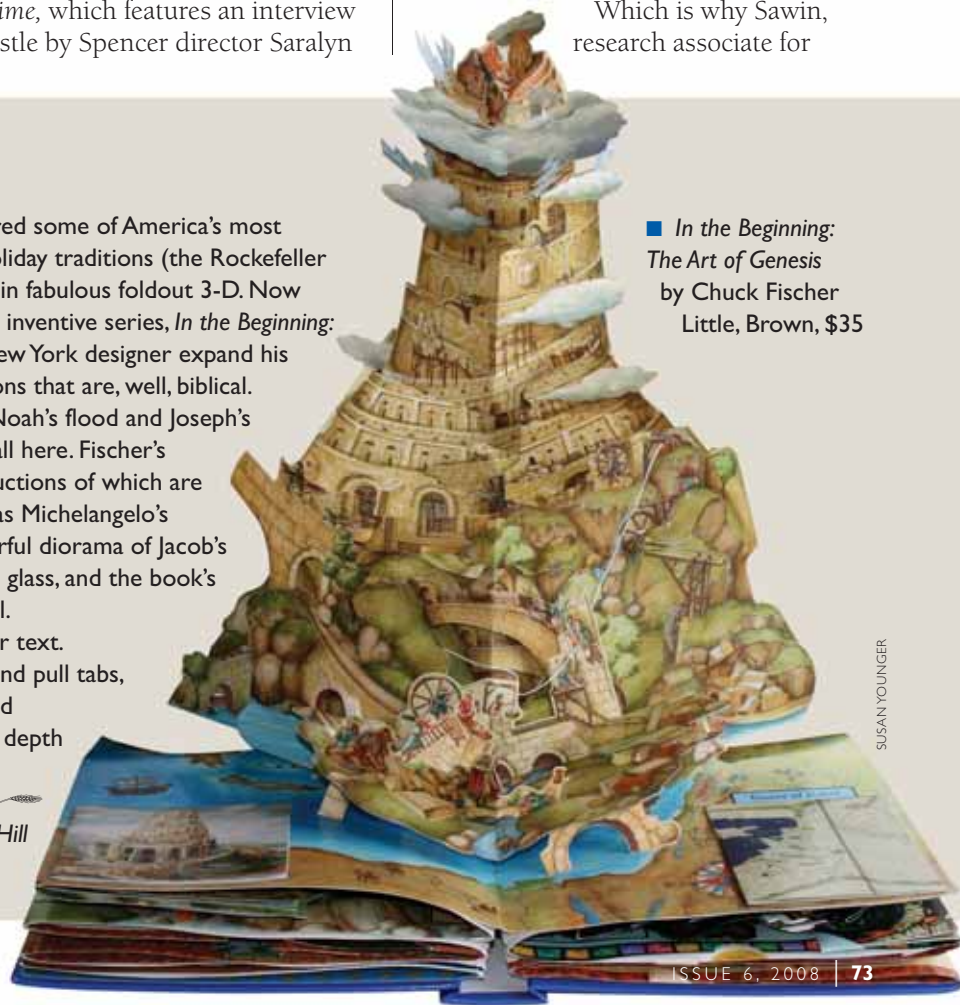 ime, which features an interview
stle by Spencer director Saralyn
Which is why Sawin,
research associate for
red some of America's most
oliday traditions (the Rockefeller
in fabulous foldout 3-D. Now
inventive series, In the Beginning:
ew York designer expand his
ons that are, well, biblical.
Noah's flood and Joseph's
all here. Fischer's
uctions of which are
as Michelangelo's
rful diorama of Jacob's
glass, and the book's
l.
r text.
nd pull tabs,
d
depth
Hill
■ In the Beginning:
The Art of Genesis
by Chuck Fischer
Little, Brown, $35
SUSAN YOUNGER
ISSUE 6, 2008 | 73